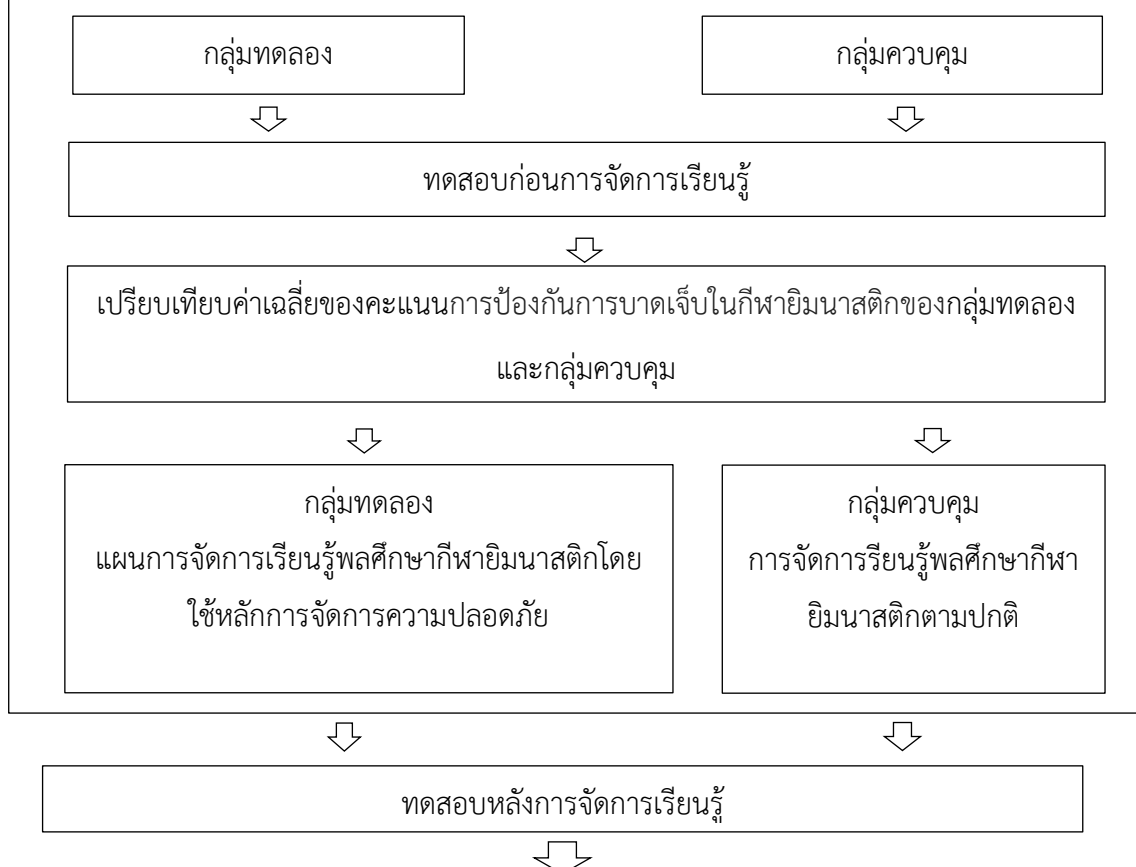 กลุ่มทดลอง
กลุ่มควบคุม
ทดสอบก่อนการจัดการเรียนรู้
เปรียบเทียบค่าเฉลี่ยของคะแนนการป้องกันการบาดเจ็บในกีฬายิมนาสติกของกลุ่มทดลอง
และกลุ่มควบคุม
กลุ่มทดลอง
แผนการจัดการเรียนรู้พลศึกษากีฬายิมนาสติกโดย
ใช้หลักการจัดการความปลอดภัย
กลุ่มควบคุม
การจัดการรียนรู้พลศึกษากีฬา
ยิมนาสติกตามปกติ
ทดสอบหลังการจัดการเรียนรู้